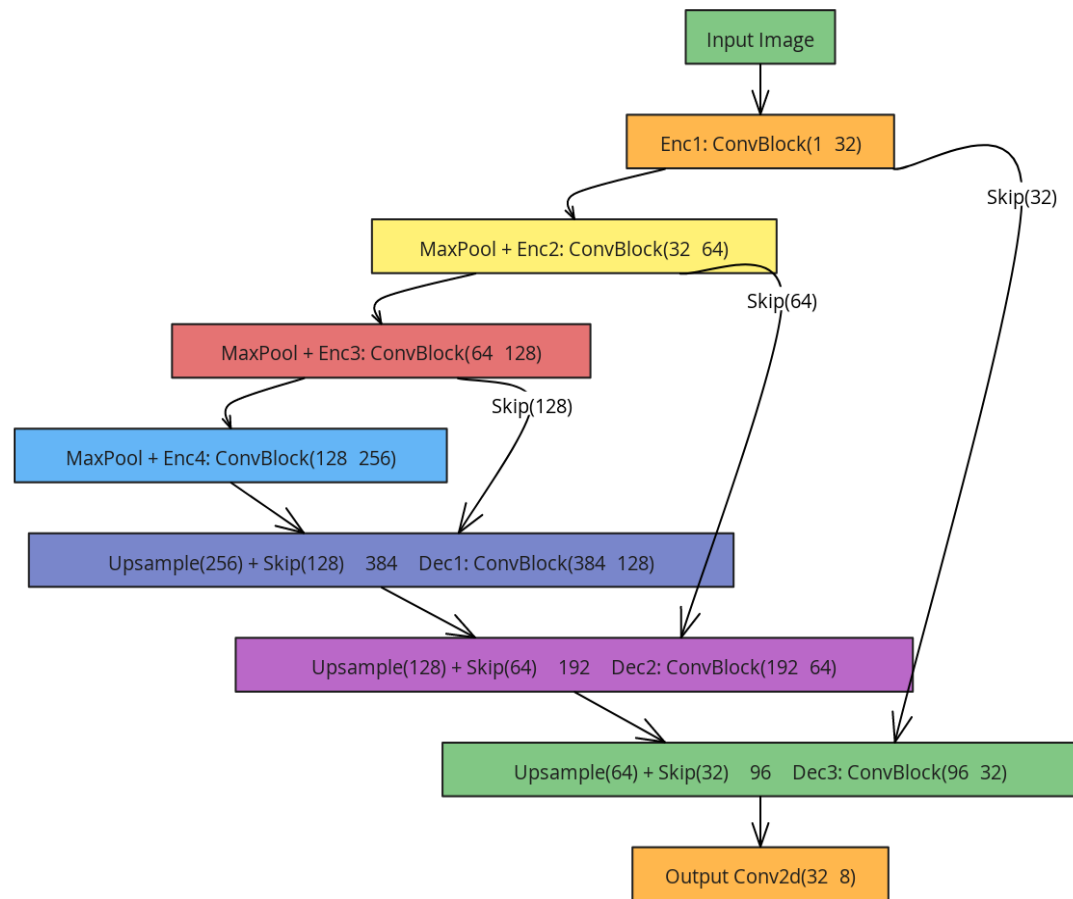 Input Image
Enc1: ConvBlock(1 32)
Skip(32)
MaxPool + Enc2: ConvBlock(32 64)
Skip(64)
MaxPool + Enc3: ConvBlock(64 128)
Skip(128)
MaxPool + Enc4: ConvBlock(128 256)
Upsample(256) + Skip(128) 384 Dec1: ConvBlock(384 128)
Upsample(128) + Skip(64) 192 Dec2: ConvBlock(192 64)
Upsample(64) + Skip(32) 96 Dec3: ConvBlock(96 32)
Output Conv2d(32 8)